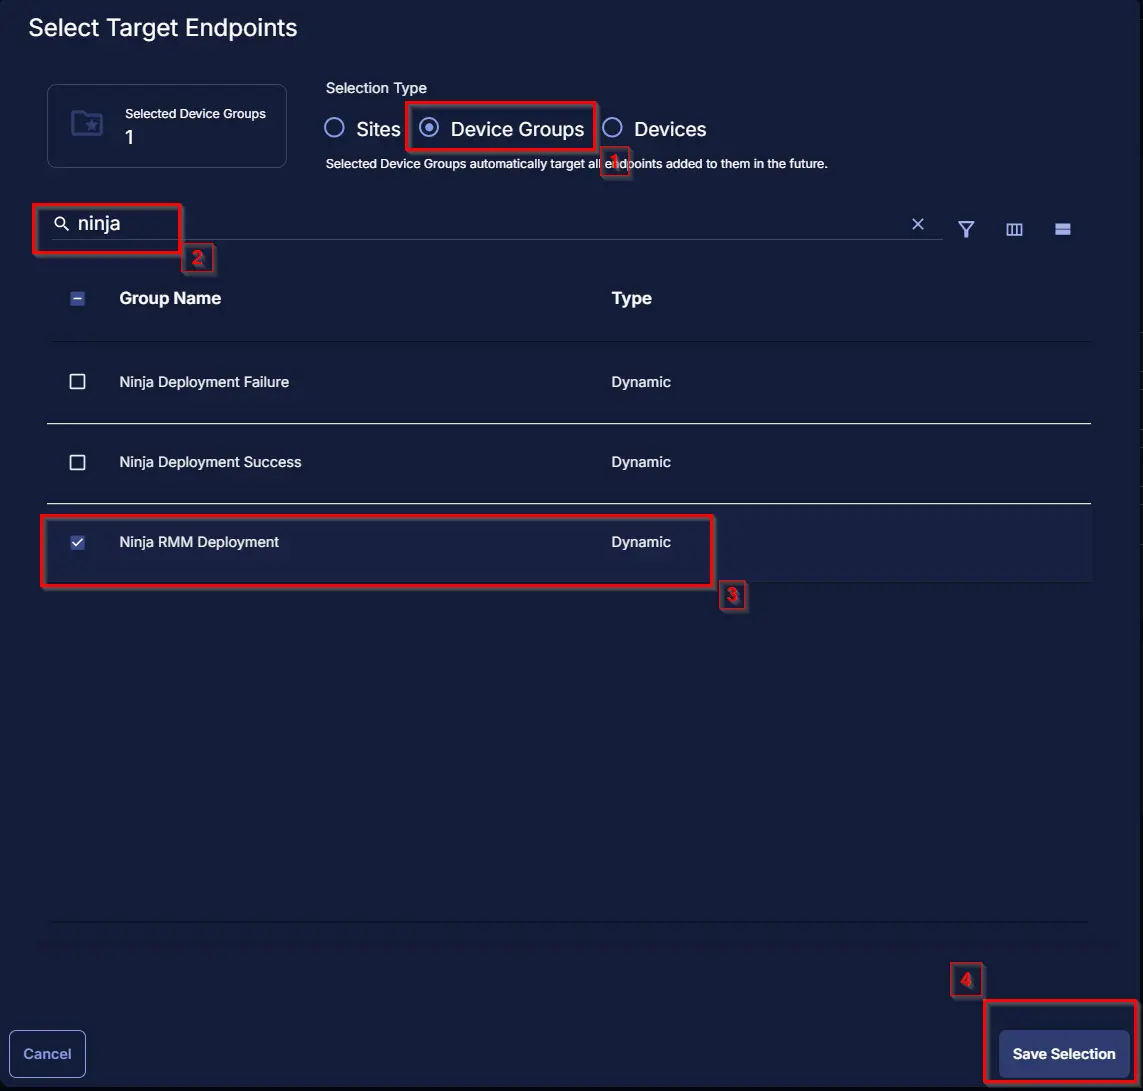 Select Target Endpoints
Selected Device Groups
1
Selection Type
Sites
Device Groups
Devices
Selected Device Groups automatically target all endpoints added to them in the future.
1
ninja
2
Group Name Type
Ninja Deployment Failure Dynamic
Ninja Deployment Success Dynamic
Ninja RMM Deployment Dynamic
3
4
Cancel
Save Selection